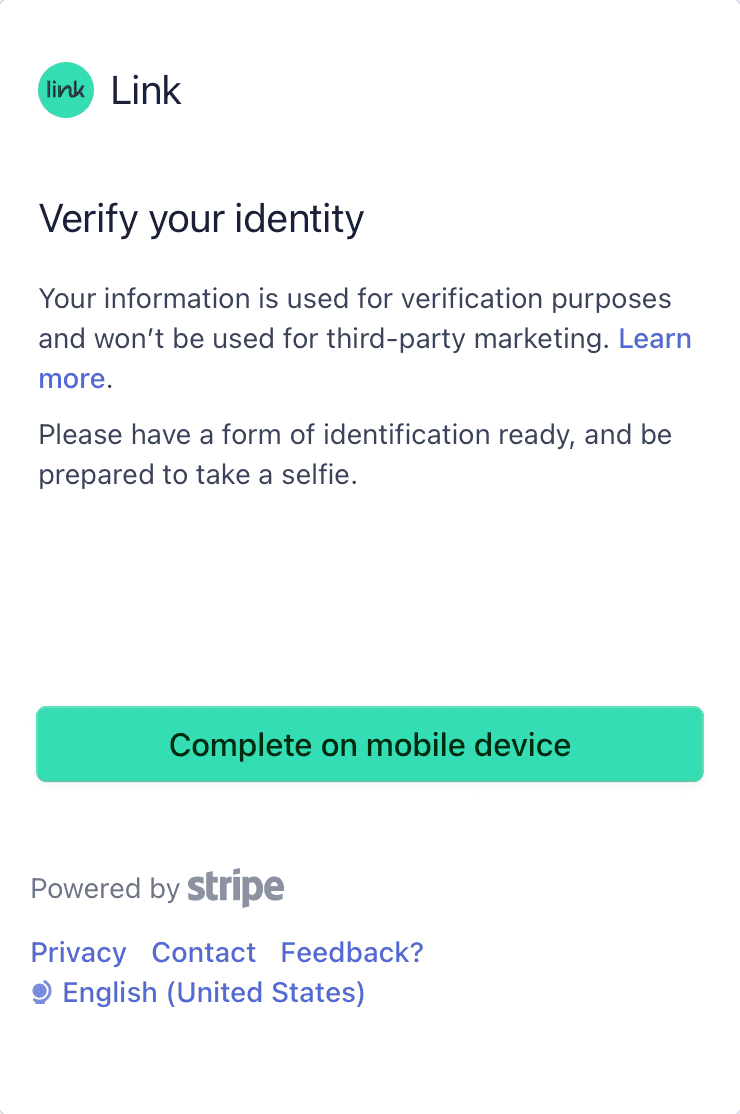 link Link
Verify your identity
Your information is used for verification purposes
and won’t be used for third-party marketing. Learn
more.
Please have a form of identification ready, and be
prepared to take a selfie.
Complete on mobile device
Powered by stripe
Privacy Contact Feedback?
English (United States)